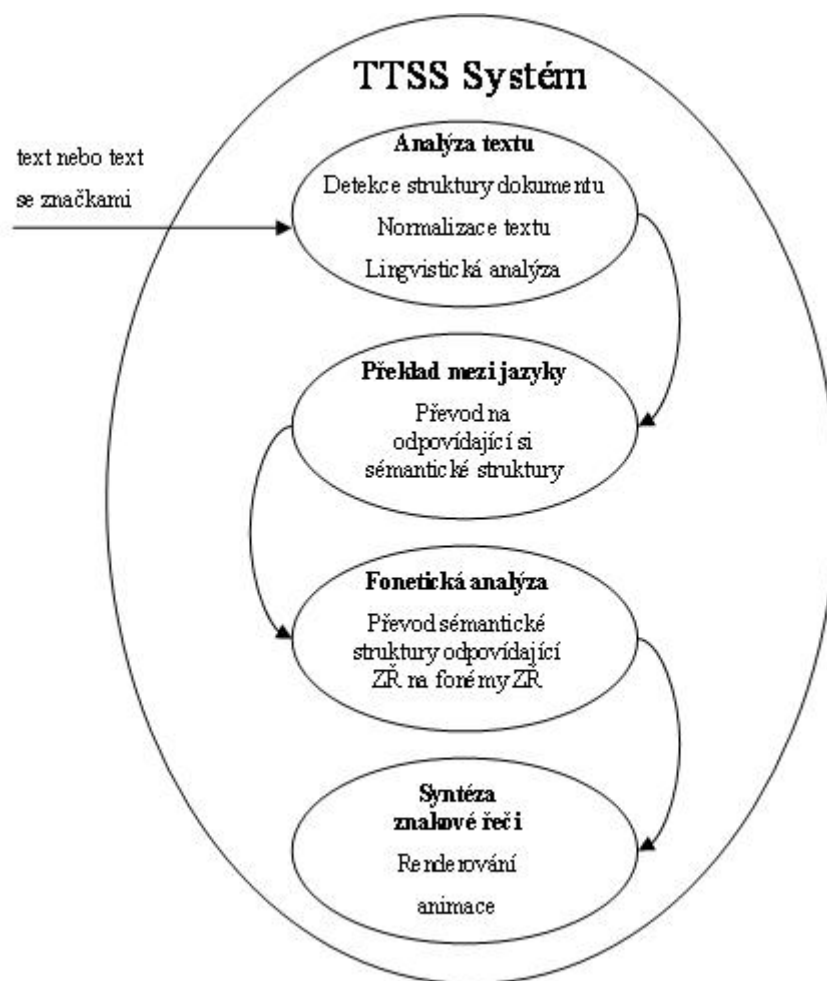 TTSS Systém
text nebo text
se značkami
Analýza textu
Detekce struktury dokumentu
Normalizace textu
Lingvistická analýza
Překlad mezi jazyky
Převod na
odpovídající si
sémantické struktury
Fonetická analýza
Převod sémantické
struktury odpovídající
ZŘ na fonémy ZŘ
Syntéza
znakové řeči
Renderování
animace